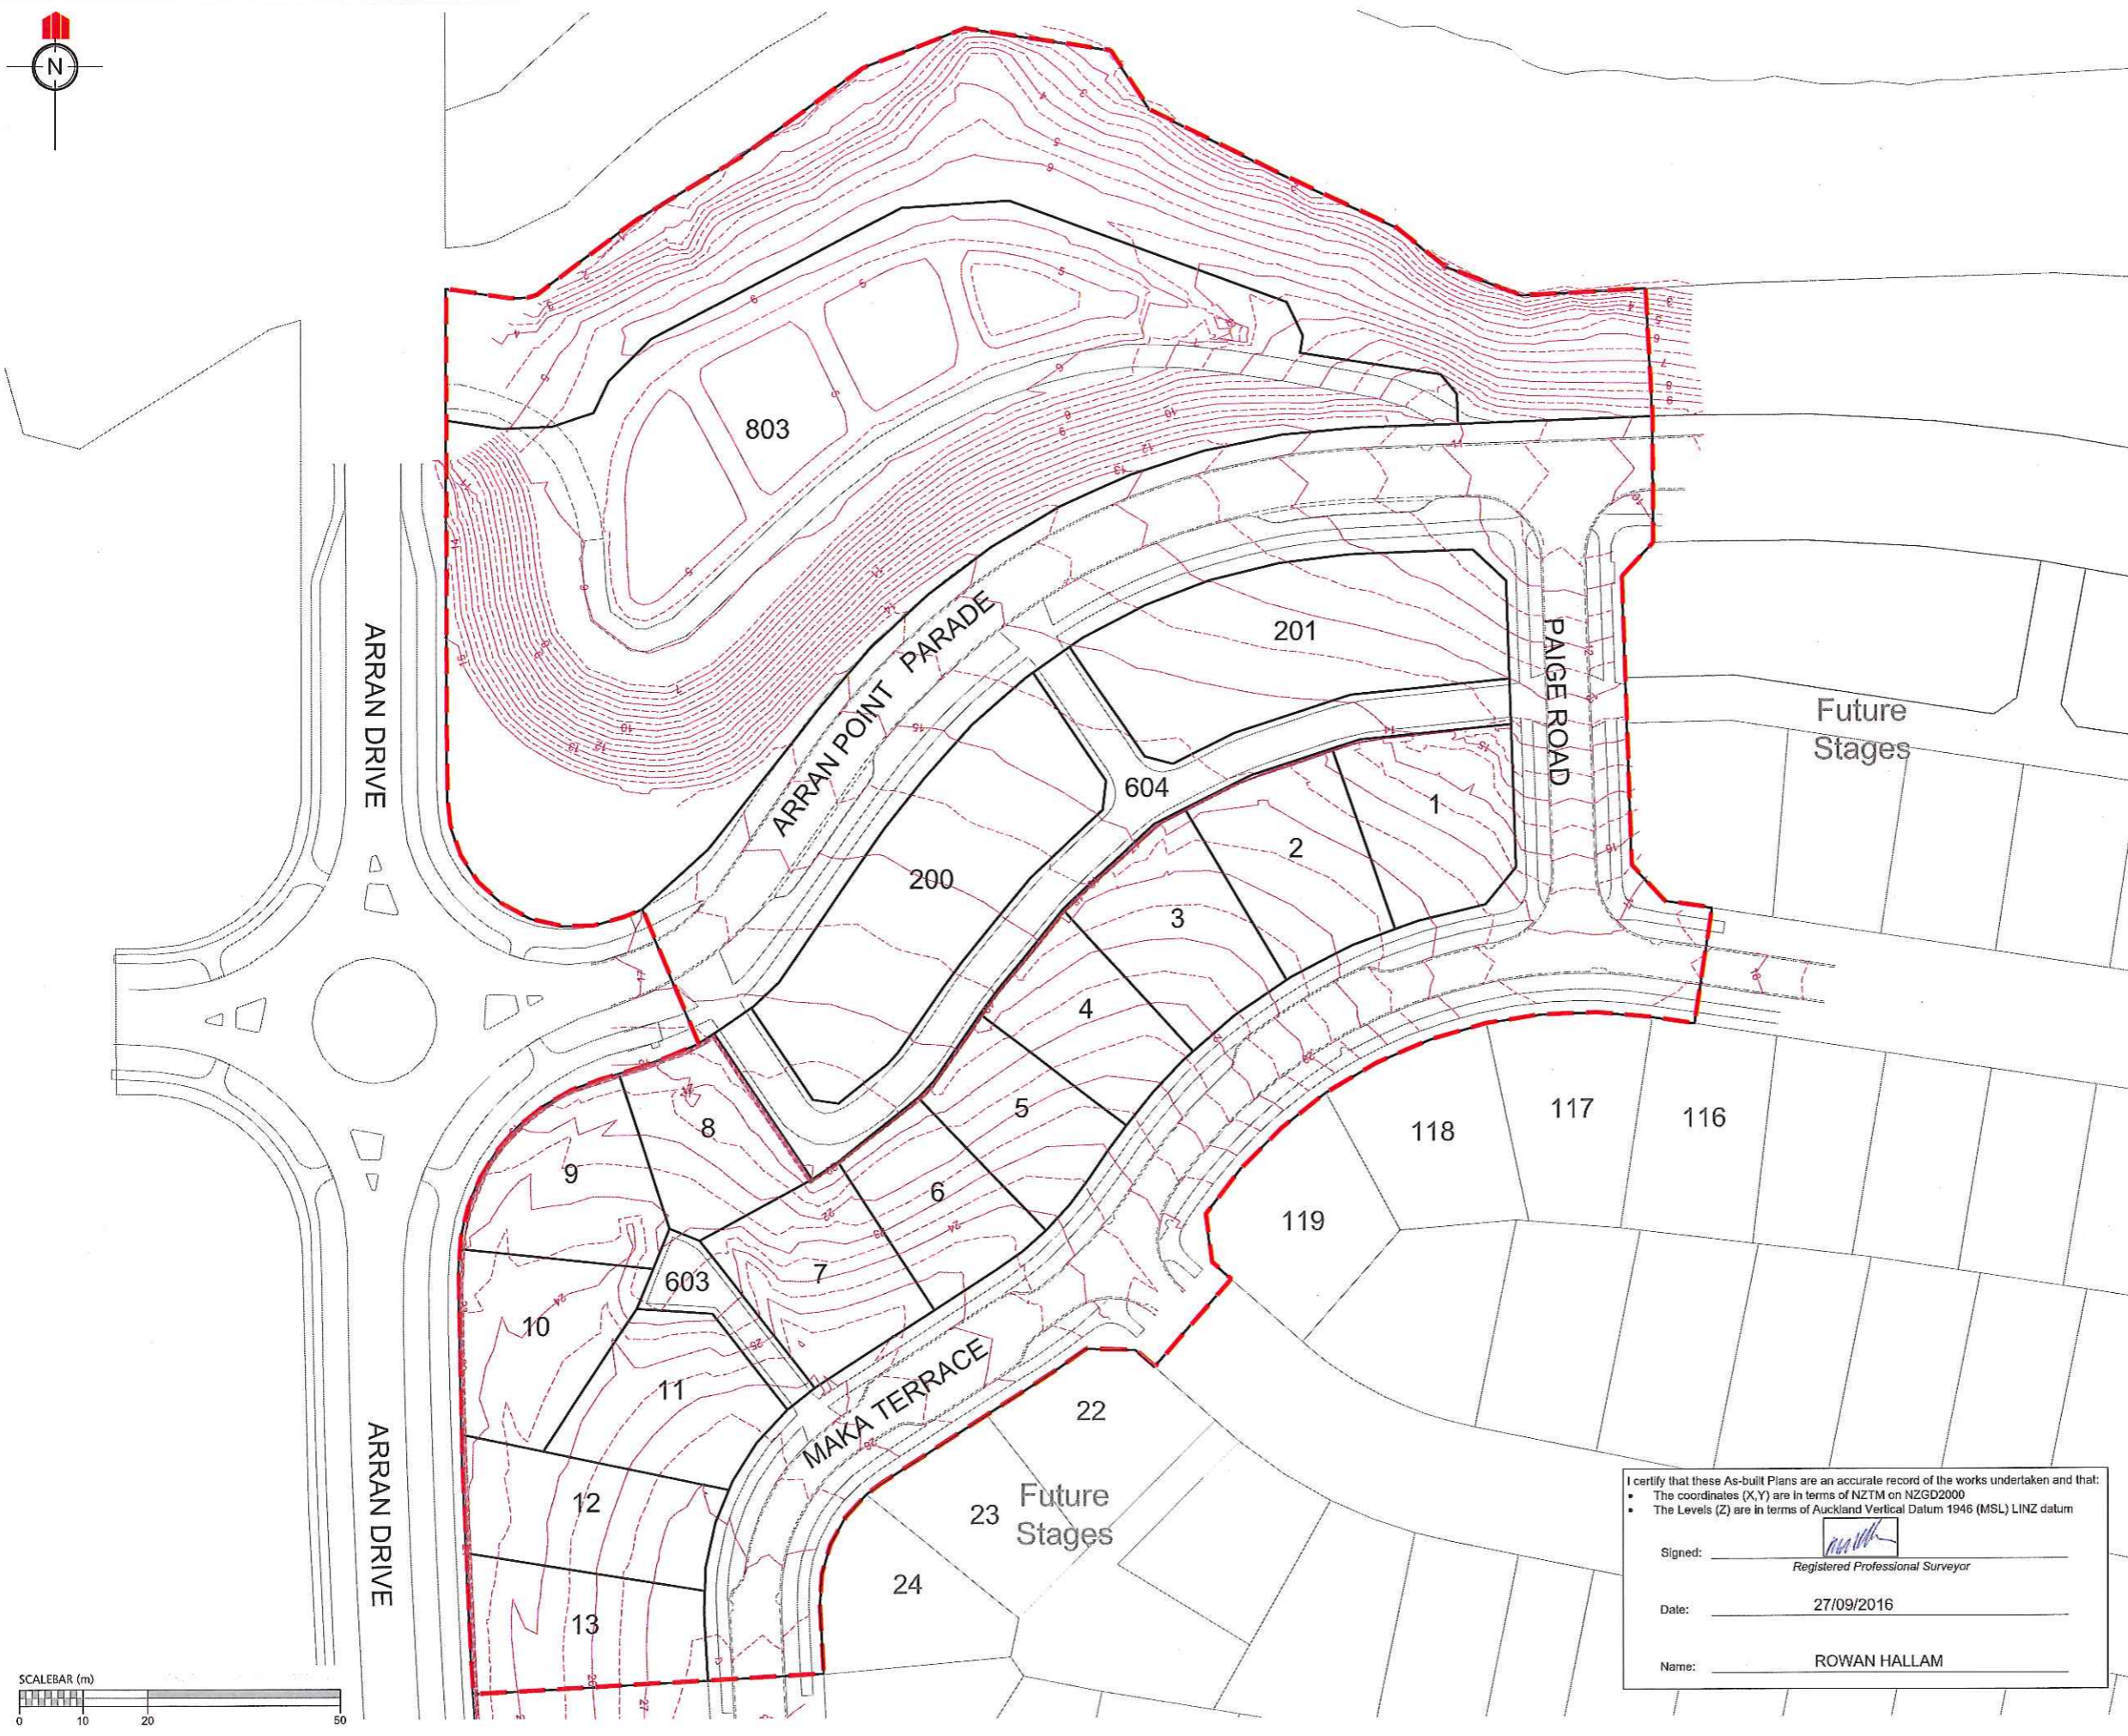 N
803
ARRAN DRIVE
ARRAN POINT PARADE
201
PAIGE ROAD
Future
Stages
604
1
2
200
3
4
5
8
118
117
116
9
6
119
603
7
10
11
MAKA TERRACE
22
ARRAN DRIVE
12
23
Future
Stages
24
13
I certify that these As-built Plans are an accurate record of the works undertaken and that:
• The coordinates (X,Y) are in terms of NZTM on NZGD2000
• The Levels (Z) are in terms of Auckland Vertical Datum 1946 (MSL) LINZ datum
Signed:
Registered Professional Surveyor
Date: 27/09/2016
Name: ROWAN HALLAM
SCALEBAR (m)
0 10 20 50